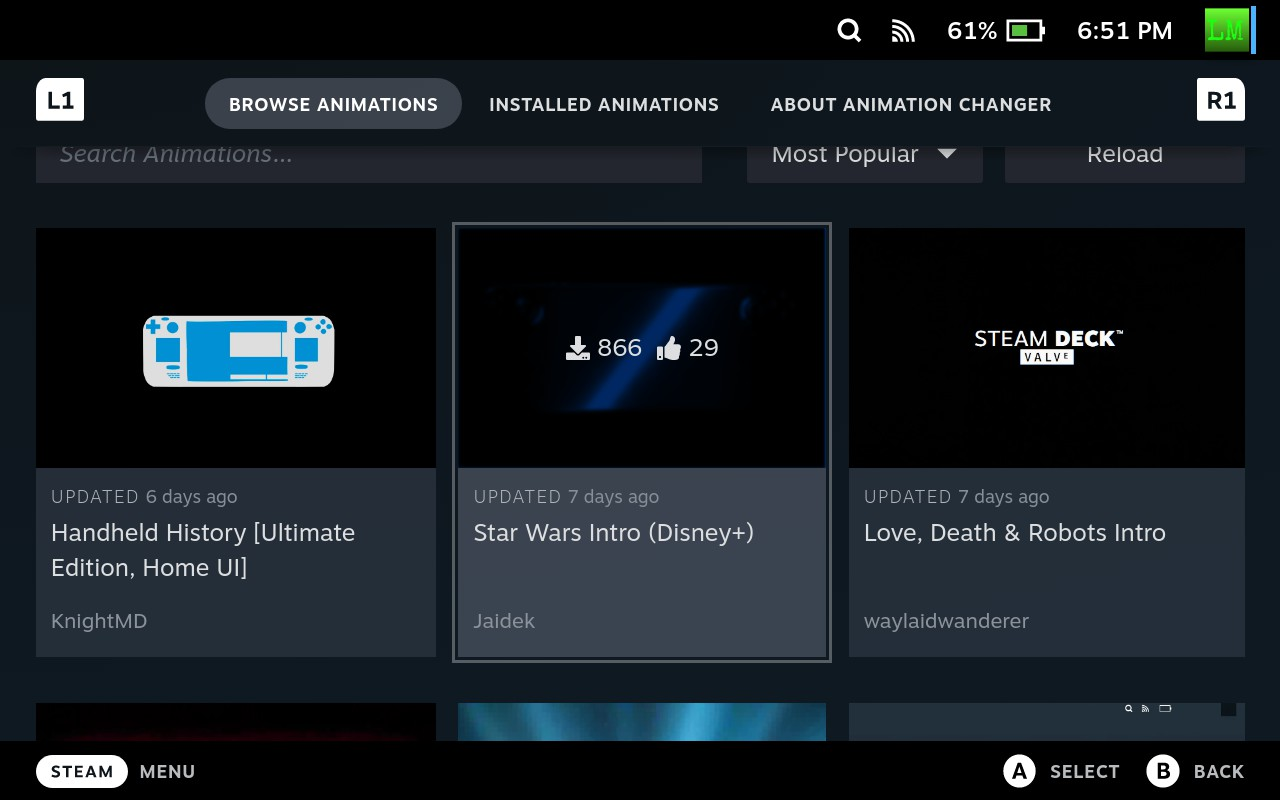 61%
6:51 PM
LM
L1
BROWSE ANIMATIONS
INSTALLED ANIMATIONS
ABOUT ANIMATION CHANGER
R1
Search Animations...
Most Popular
Reload
866
29
STEAM DECK™
VALVE
UPDATED 6 days ago
Handheld History [Ultimate
Edition, Home UI]
KnightMD
UPDATED 7 days ago
Star Wars Intro (Disney+)
Jaidek
UPDATED 7 days ago
Love, Death & Robots Intro
waylaidwanderer
STEAM
MENU
A
SELECT
B
BACK